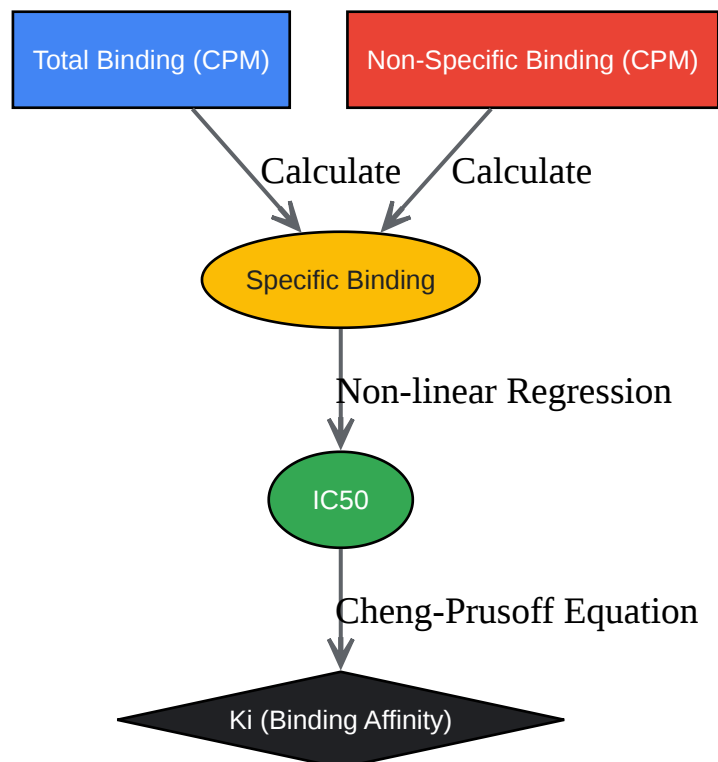 Total Binding (CPM)
Non-Specific Binding (CPM)
Calculate
Calculate
Specific Binding
Non-linear Regression
IC50
Cheng-Prusoff Equation
Ki (Binding Affinity)